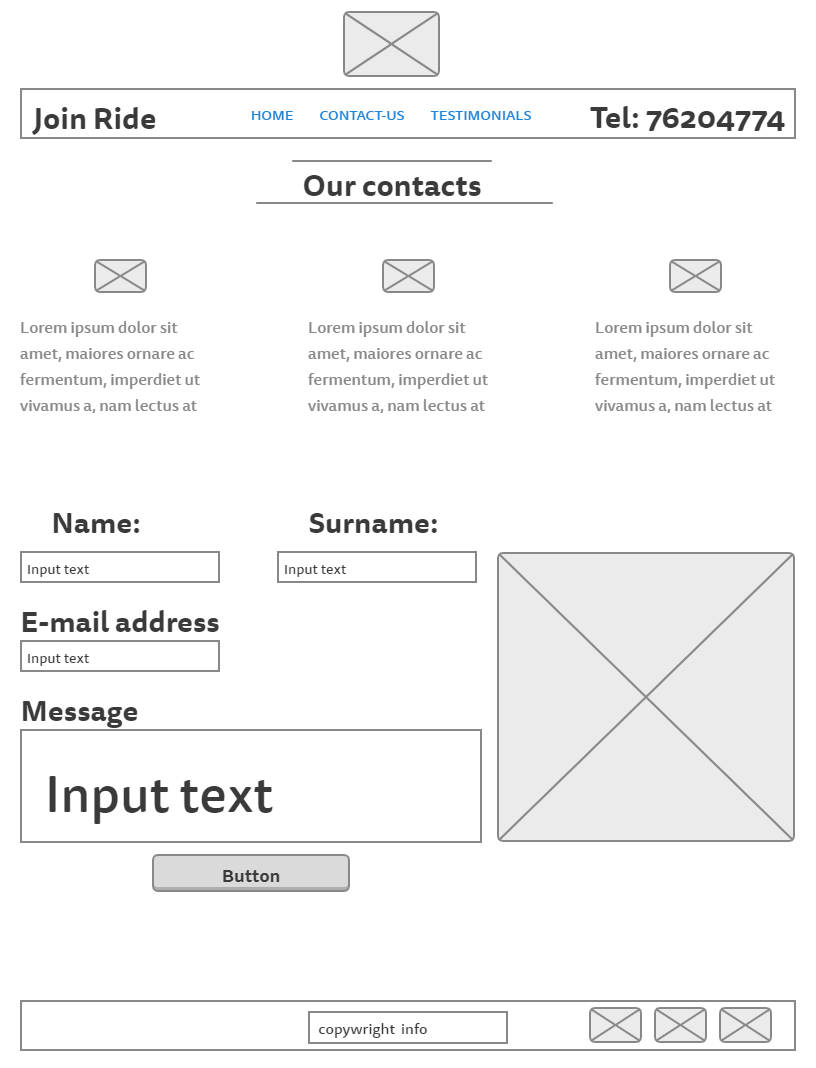 Join Ride
HOME CONTACT-US TESTIMONIALS
Tel: 76204774
Our contacts
Lorem ipsum dolor sit
amet, maiores ornare ac
fermentum, imperdiet ut
vivamus a, nam lectus at
Lorem ipsum dolor sit
amet, maiores ornare ac
fermentum, imperdiet ut
vivamus a, nam lectus at
Lorem ipsum dolor sit
amet, maiores ornare ac
fermentum, imperdiet ut
vivamus a, nam lectus at
Name:
Surname:
Input text
Input text
E-mail address
Input text
Message
Input text
Button
copywright info